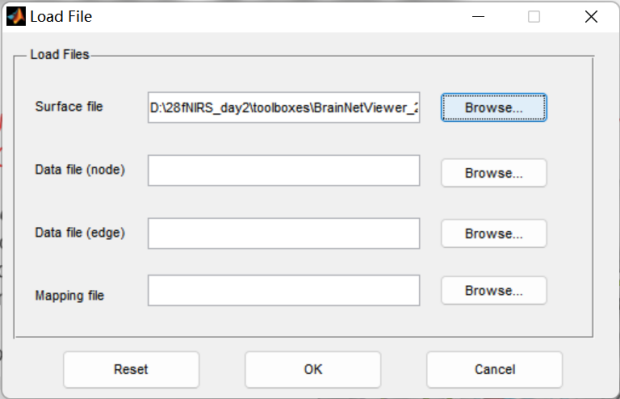 Load File
Load Files
Surface file
D:\28fNIRS_day2\toolboxes\BrainNetViewer_2
Browse...
Data file (node)
Browse...
Data file (edge)
Browse...
Mapping file
Browse...
Reset
OK
Cancel